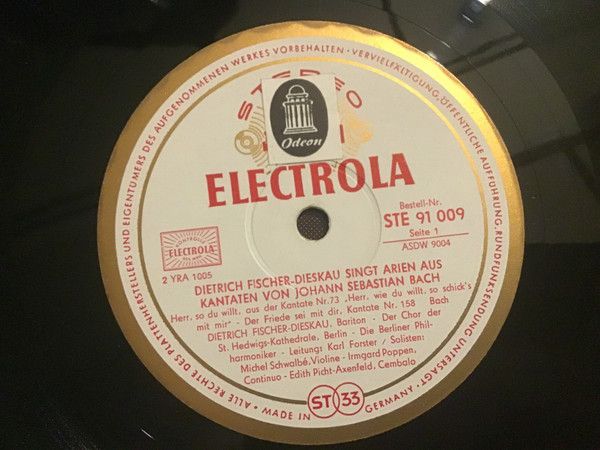 ALLE RECHTE DES PLATTENHERSTELLERS UND EIGENTÜMERS DES AUFGENOMMENEN WERKES VORBEHALTEN · VERVIELFÄLTIGUNG, ÖFFENTLICHE AUFFÜHRUNG, RUNDFUNKSENDUNG UNTERSAGT ·
STEREO
Odeon
ELECTROLA
Bestell-Nr.
STE 91 009
Seite 1
ASDW 9004
ELECTROLA
2 YRA 1005
DIETRICH FISCHER-DIESKAU SINGT ARIEN AUS
KANTATEN VON JOHANN SEBASTIAN BACH
Herr, so du willt, aus der Kantate Nr.73 „Herr, wie du willt, so schick's
mit mir" - Der Friede sei mit dir, Kantate Nr. 158 Bach
DIETRICH FISCHER-DIESKAU, Bariton - Der Chor der
St. Hedwigs-Kathedrale, Berlin - Die Berliner Phil-
harmoniker - Leitung: Karl Forster / Solisten:
Michel Schwalbé, Violine - Irmgard Poppen,
Continuo - Edith Picht-Axenfeld, Cembalo
MADE IN GERMANY
ST 33